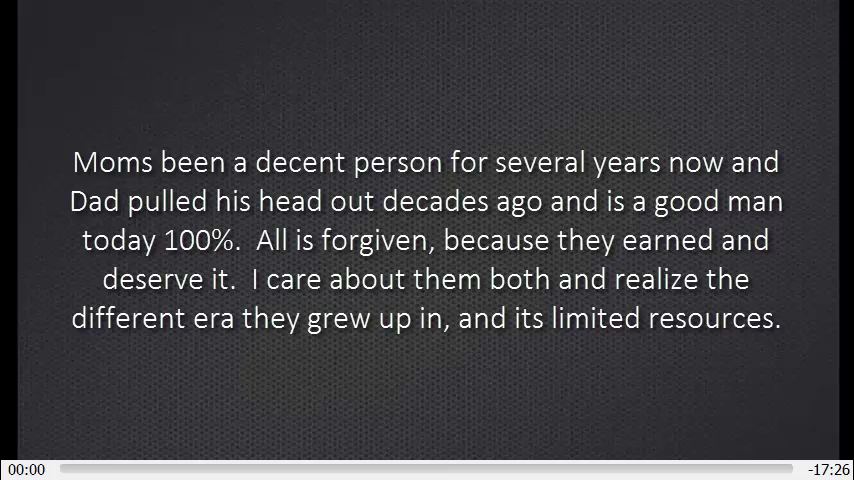 Moms been a decent person for several years now and
Dad pulled his head out decades ago and is a good man
today 100%.  All is forgiven, because they earned and
deserve it.  I care about them both and realize the
different era they grew up in, and its limited resources.
00:00
-17:26